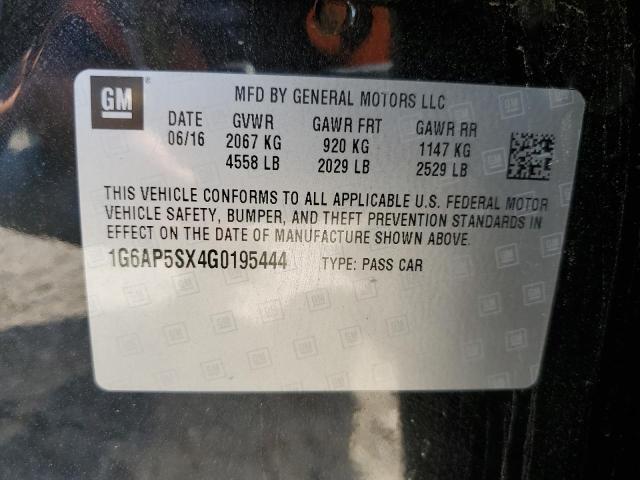 GM ® MFD BY GENERAL MOTORS LLC
DATE GVWR GAWR FRT GAWR RR
06/16 2067 KG 920 KG 1147 KG
4558 LB 2029 LB 2529 LB
THIS VEHICLE CONFORMS TO ALL APPLICABLE U.S. FEDERAL MOTOR
VEHICLE SAFETY, BUMPER, AND THEFT PREVENTION STANDARDS IN
EFFECT ON THE DATE OF MANUFACTURE SHOWN ABOVE.
1G6AP5SX4G0195444 TYPE: PASS CAR